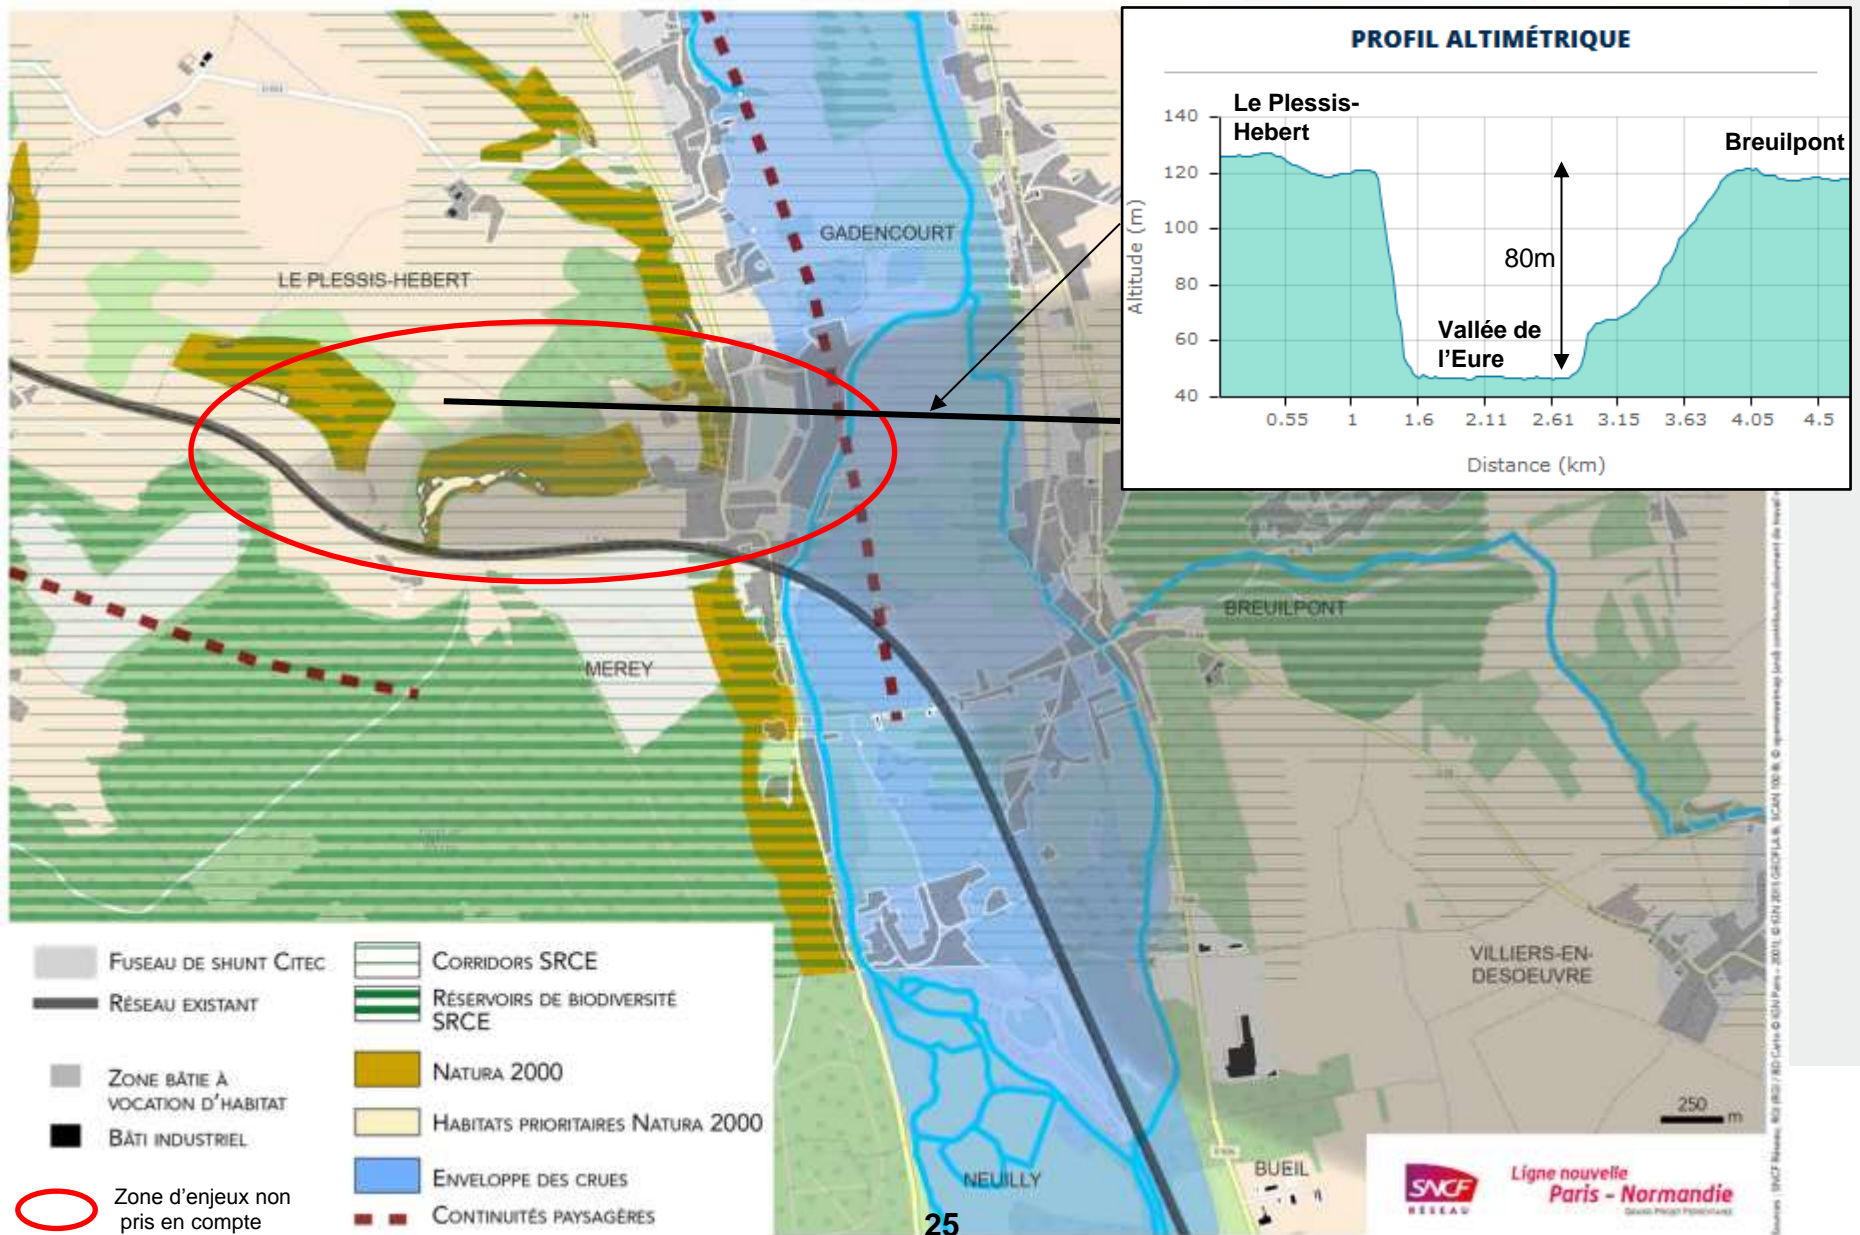 PROFIL ALTIMÉTRIQUE
Le Plessis-
Hebert
Breuilpont
140
120
100
80
60
40
Altitude (m)
80m
Vallée de
l'Eure
0.55 1 1.6 2.11 2.61 3.15 3.63 4.05 4.5
Distance (km)
GADENCOURT
LE PLESSIS-HEBERT
BREUILPONT
MEREY
VILLIERS-EN-
DESOEUVRE
NEUILLY
BUEIL
250 m
FUSEAU DE SHUNT CITEC
RÉSEAU EXISTANT
ZONE BÂTIE À
VOCATION D'HABITAT
BÂTI INDUSTRIEL
Zone d'enjeux non
pris en compte
CORRIDORS SRCE
RÉSERVOIRS DE BIODIVERSITÉ
SRCE
NATURA 2000
HABITATS PRIORITAIRES NATURA 2000
ENVELOPPE DES CRUES
CONTINUITÉS PAYSAGÈRES
25
SNCF
RÉSEAU
Ligne nouvelle
Paris - Normandie